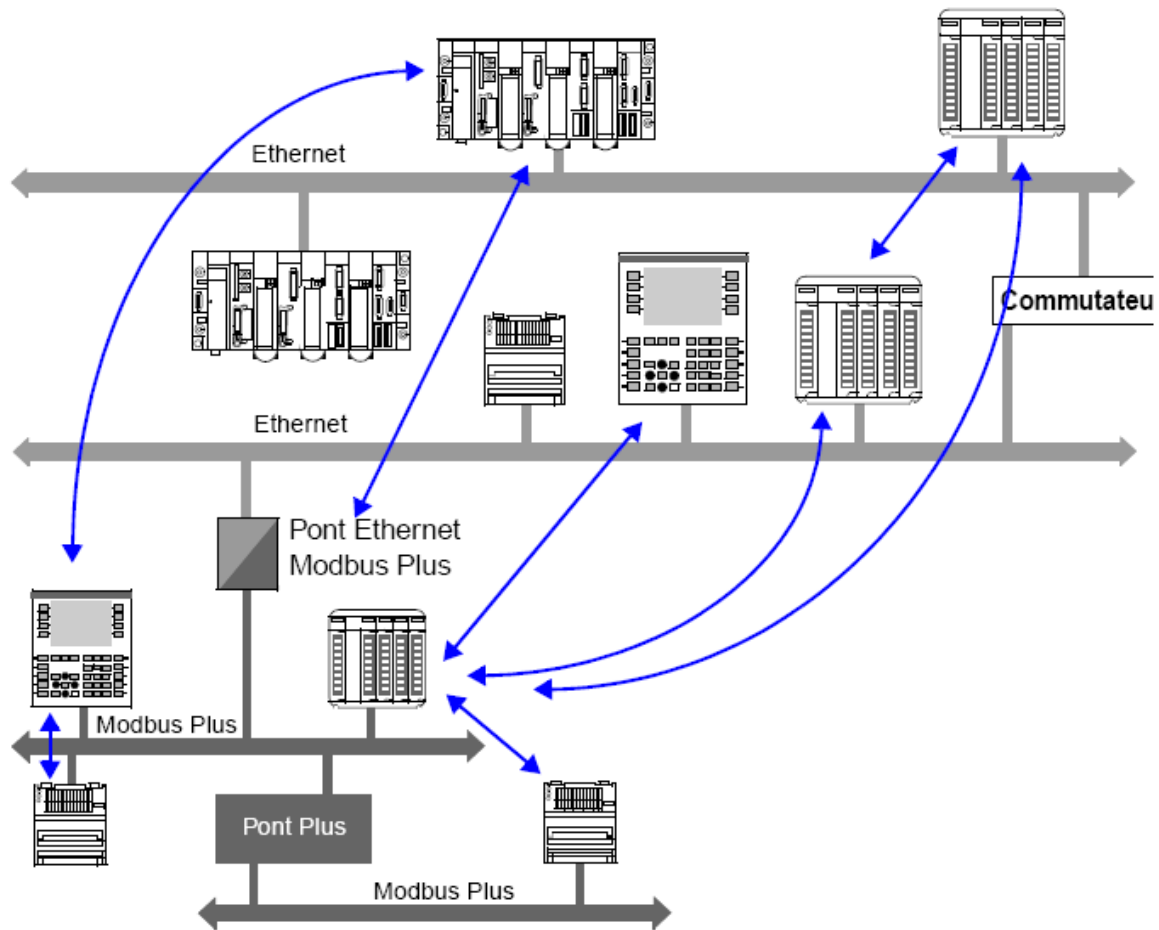 Ethernet
Commutateu
Ethernet
Pont Ethernet
Modbus Plus
Modbus Plus
Pont Plus
Modbus Plus